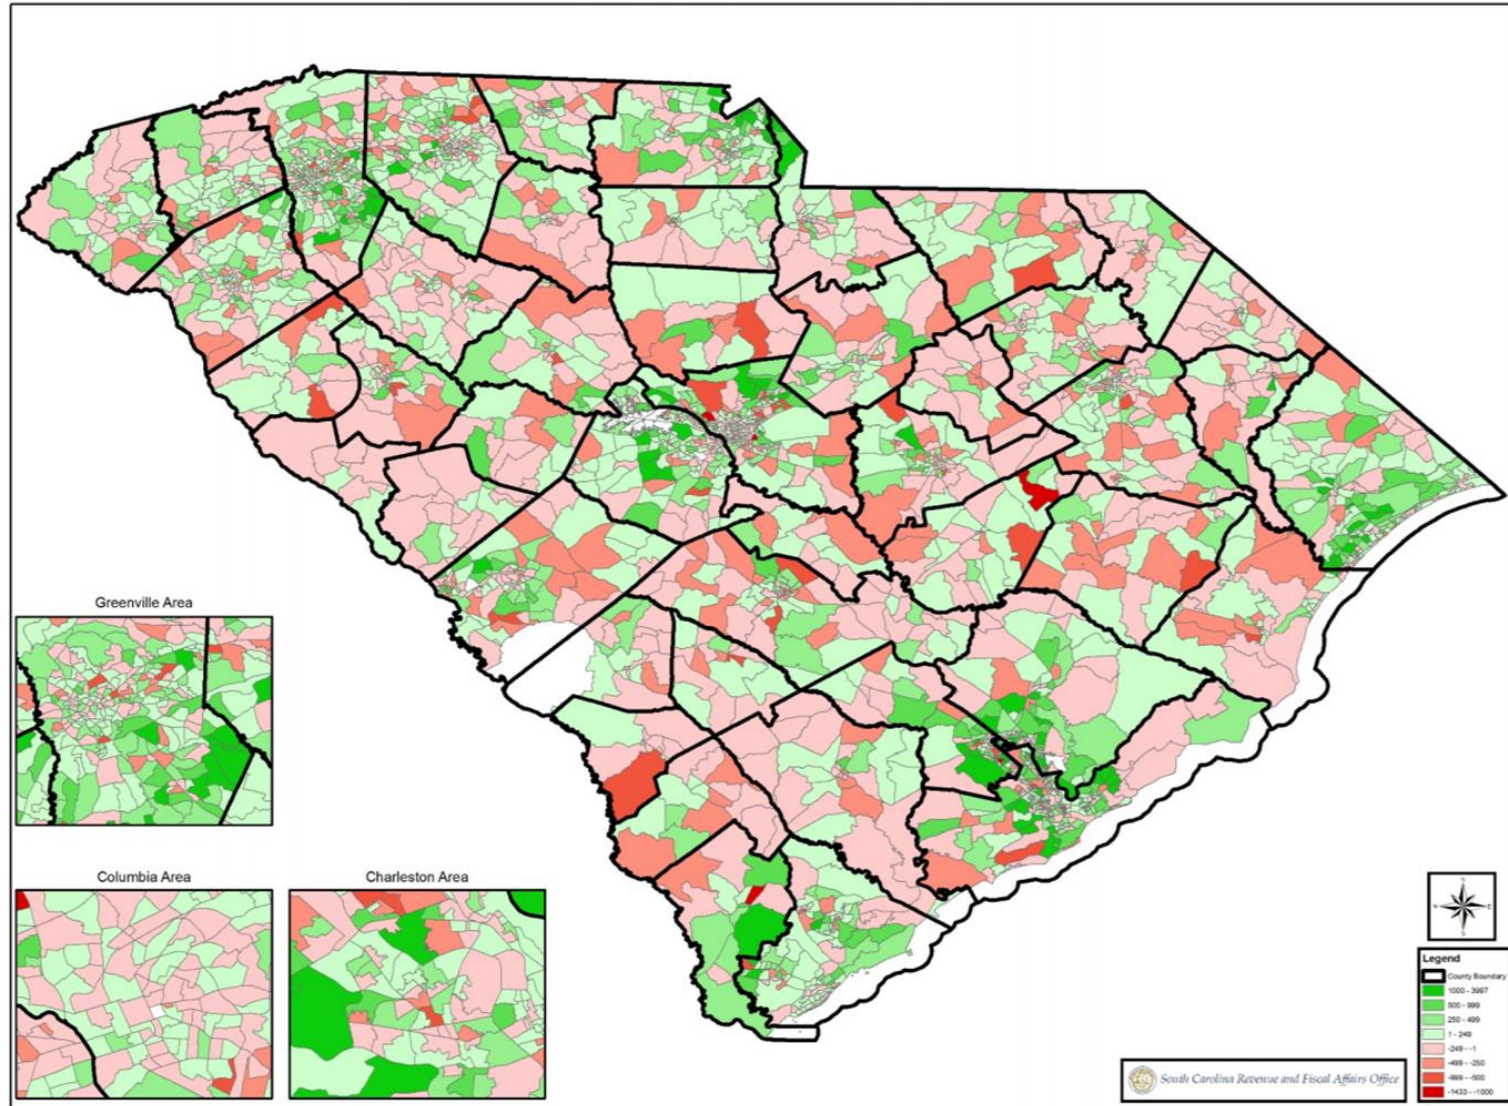 Greenville Area
Columbia Area
Charleston Area
N
W
E
S
Legend
County Boundary
1000 - 3997
500 - 999
250 - 499
1 - 249
-249 - -1
-499 - -250
-999 - -500
-1433 - -1000
South Carolina Revenue and Fiscal Affairs Office